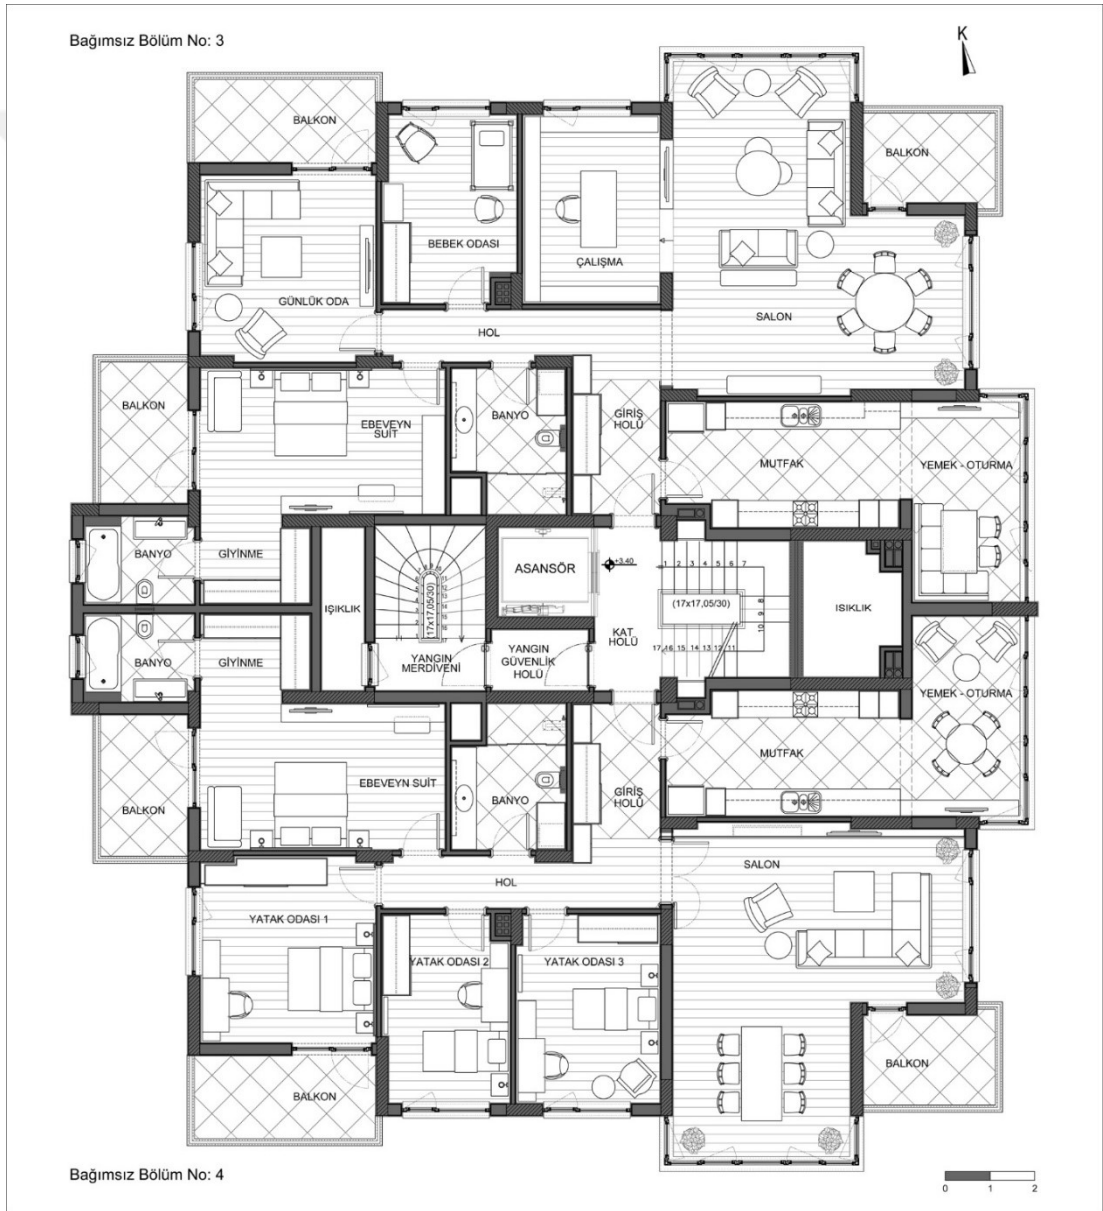 Bağımsız Bölüm No: 3
K
BALKON
BALKON
BEBEK ODASI
ÇALIŞMA
GÜNLÜK ODA
SALON
HOL
BALKON
EBEVEYN
SUİT
BANYO
GİRİŞ
HOLÜ
MUTFAK
YEMEK - OTURMA
BANYO
GİYİNME
IŞIKLIK
ASANSÖR
+3.40
1 2 3 4 5 6 7
8
9
10
(17x17,05/30)
(17x17,05/30)
ISIKLIK
KAT
HOLÜ
17 16 15 14 13 12 11
YANGIN
MERDİVENİ
YANGIN
GÜVENLİK
HOLÜ
BANYO
GİYİNME
YEMEK - OTURMA
MUTFAK
EBEVEYN SUİT
BANYO
GİRİŞ
HOLÜ
BALKON
HOL
SALON
YATAK ODASI 1
YATAK ODASI 2
YATAK ODASI 3
BALKON
BALKON
Bağımsız Bölüm No: 4
0 1 2